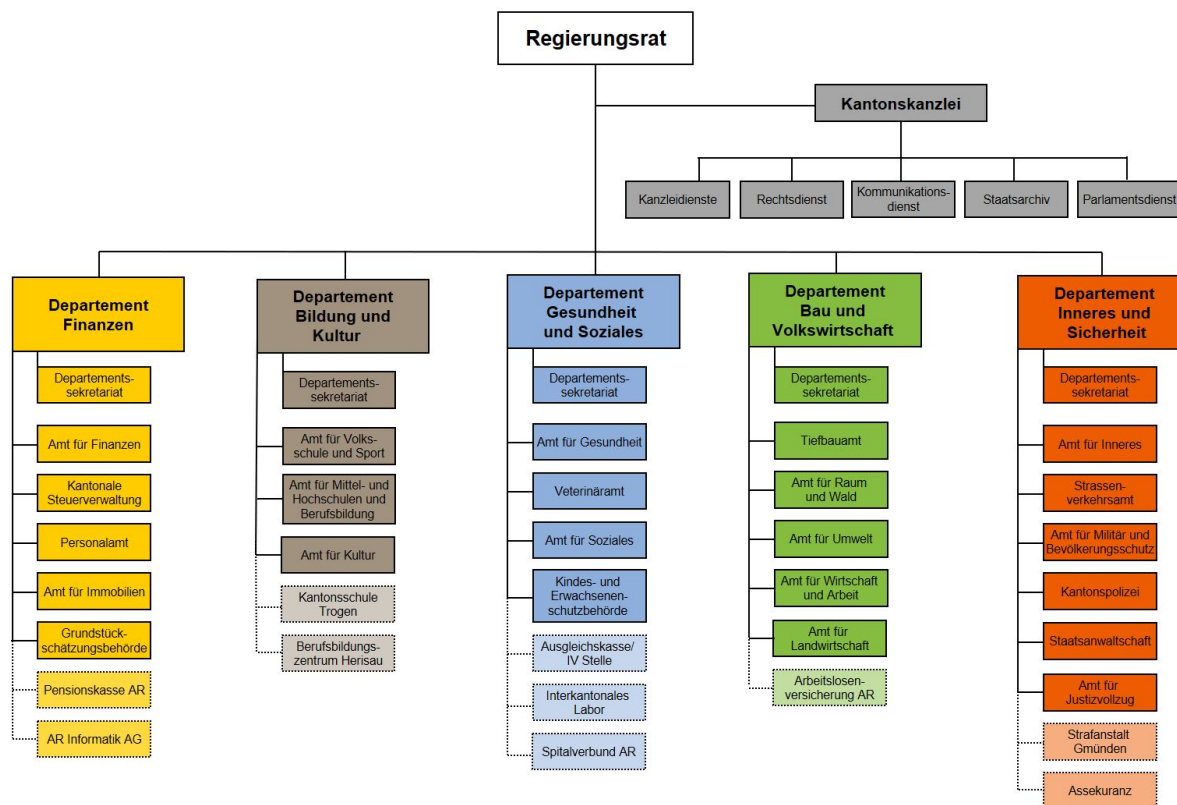 Regierungsrat
Kantonskanzlei
Kanzleidienste
Rechtsdienst
Kommunikations-
dienst
Staatsarchiv
Parlamentsdienst
Departement
Finanzen
Departements-
sekretariat
Amt für Finanzen
Kantonale
Steuerverwaltung
Personalamt
Amt für Immobilien
Grundstück-
schätzungsbehörde
Pensionskasse AR
AR Informatik AG
Departement
Bildung und
Kultur
Departements-
sekretariat
Amt für Volks-
schule und Sport
Amt für Mittel- und
Hochschulen und
Berufsbildung
Amt für Kultur
Kantonsschule
Trogen
Berufsbildungs-
zentrum Herisau
Departement
Gesundheit
und Soziales
Departements-
sekretariat
Amt für Gesundheit
Veterinäramt
Amt für Soziales
Kindes- und
Erwachsenen-
schutzbehörde
Ausgleichskasse/
IV Stelle
Interkantonales
Labor
Spitalverbund AR
Departement
Bau und
Volkswirtschaft
Departements-
sekretariat
Tiefbauamt
Amt für Raum
und Wald
Amt für Umwelt
Amt für Wirtschaft
und Arbeit
Amt für
Landwirtschaft
Arbeitslosen-
versicherung AR
Departement
Inneres und
Sicherheit
Departements-
sekretariat
Amt für Inneres
Strassen-
verkehrsamt
Amt für Militär und
Bevölkerungsschutz
Kantonspolizei
Staatsanwaltschaft
Amt für
Justizvollzug
Strafanstalt
Gmünden
Assekuranz